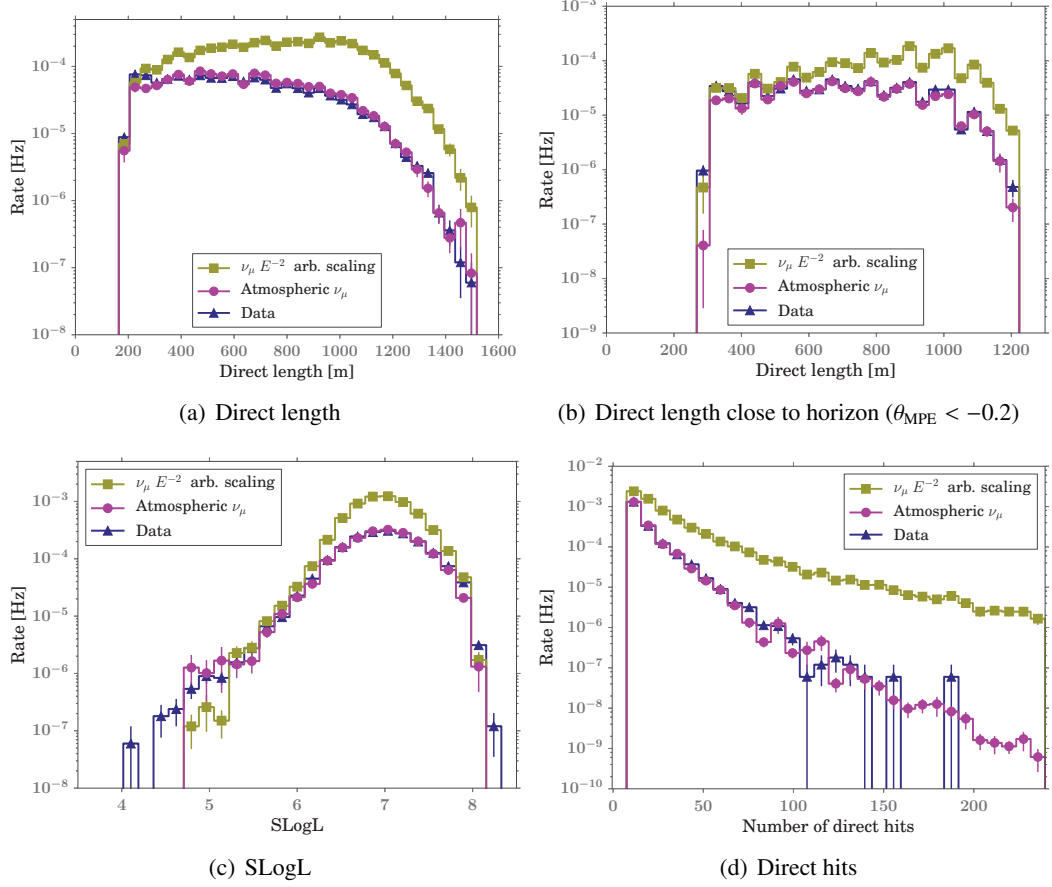 10⁻⁴
10⁻⁵
10⁻⁶
10⁻⁷
10⁻⁸
Rate [Hz]
ν_μ E⁻² arb. scaling
Atmospheric ν_μ
Data
0 200 400 600 800 1000 1200 1400 1600
Direct length [m]
(a) Direct length
10⁻³
10⁻⁴
10⁻⁵
10⁻⁶
10⁻⁷
10⁻⁸
10⁻⁹
Rate [Hz]
ν_μ E⁻² arb. scaling
Atmospheric ν_μ
Data
0 200 400 600 800 1000 1200
Direct length [m]
(b) Direct length close to horizon (θ_MPE < −0.2)
10⁻³
10⁻⁴
10⁻⁵
10⁻⁶
10⁻⁷
10⁻⁸
Rate [Hz]
ν_μ E⁻² arb. scaling
Atmospheric ν_μ
Data
4 5 6 7 8
SLogL
(c) SLogL
10⁻²
10⁻³
10⁻⁴
10⁻⁵
10⁻⁶
10⁻⁷
10⁻⁸
10⁻⁹
10⁻¹⁰
Rate [Hz]
ν_μ E⁻² arb. scaling
Atmospheric ν_μ
Data
0 50 100 150 200
Number of direct hits
(d) Direct hits